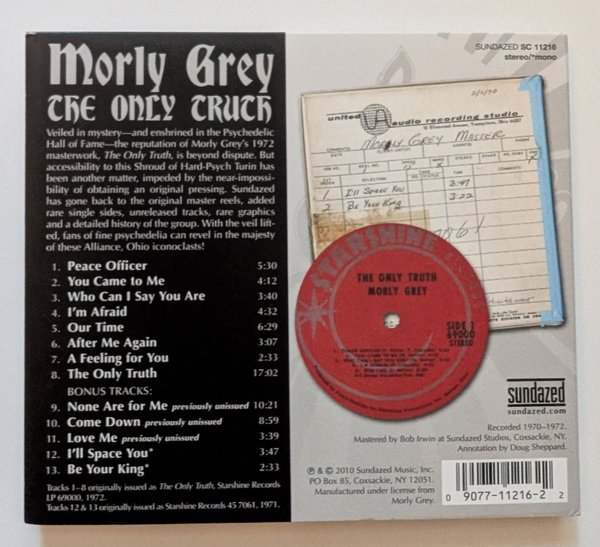 Morly Grey
THE ONLY TRUTH
Veiled in mystery—and enshrined in the Psychedelic
Hall of Fame—the reputation of Morly Grey's 1972
masterwork, The Only Truth, is beyond dispute. But
accessibility to this Shroud of Hard-Psych Turin has
been another matter, impeded by the near-impossi-
bility of obtaining an original pressing. Sundazed
has gone back to the original master reels, added
rare single sides, unreleased tracks, rare graphics
and a detailed history of the group. With the veil lift-
ed, fans of fine psychedelia can revel in the majesty
of these Alliance, Ohio iconoclasts!
1. Peace Officer 5:30
2. You Came to Me 4:12
3. Who Can I Say You Are 3:40
4. I'm Afraid 4:32
5. Our Time 6:29
6. After Me Again 3:07
7. A Feeling for You 2:33
8. The Only Truth 17:02
BONUS TRACKS:
9. None Are for Me previously unissued 10:21
10. Come Down previously unissued 8:59
11. Love Me previously unissued 3:39
12. I'll Space You* 3:47
13. Be Your King* 2:33
Tracks 1–8 originally issued as The Only Truth, Starshine Records
LP 69000, 1972.
Tracks 12 & 13 originally issued as Starshine Records 45 7061, 1971.
SUNDAZED SC 11216
stereo/*mono
united audio recording studio
MORLY GREY MASTER
1 I'll Space You 3:47
2 Be Your King 3:22
STARSHINE
THE ONLY TRUTH
MORLY GREY
SIDE 1
69000
STEREO
sundazed
sundazed.com
Recorded 1970–1972.
Mastered by Bob Irwin at Sundazed Studios, Coxsackie, NY.
Annotation by Doug Sheppard.
℗ & © 2010 Sundazed Music, Inc.
PO BOX 85, Coxsackie, NY 12051.
Manufactured under license from
Morly Grey.
0 9077-11216-2 2